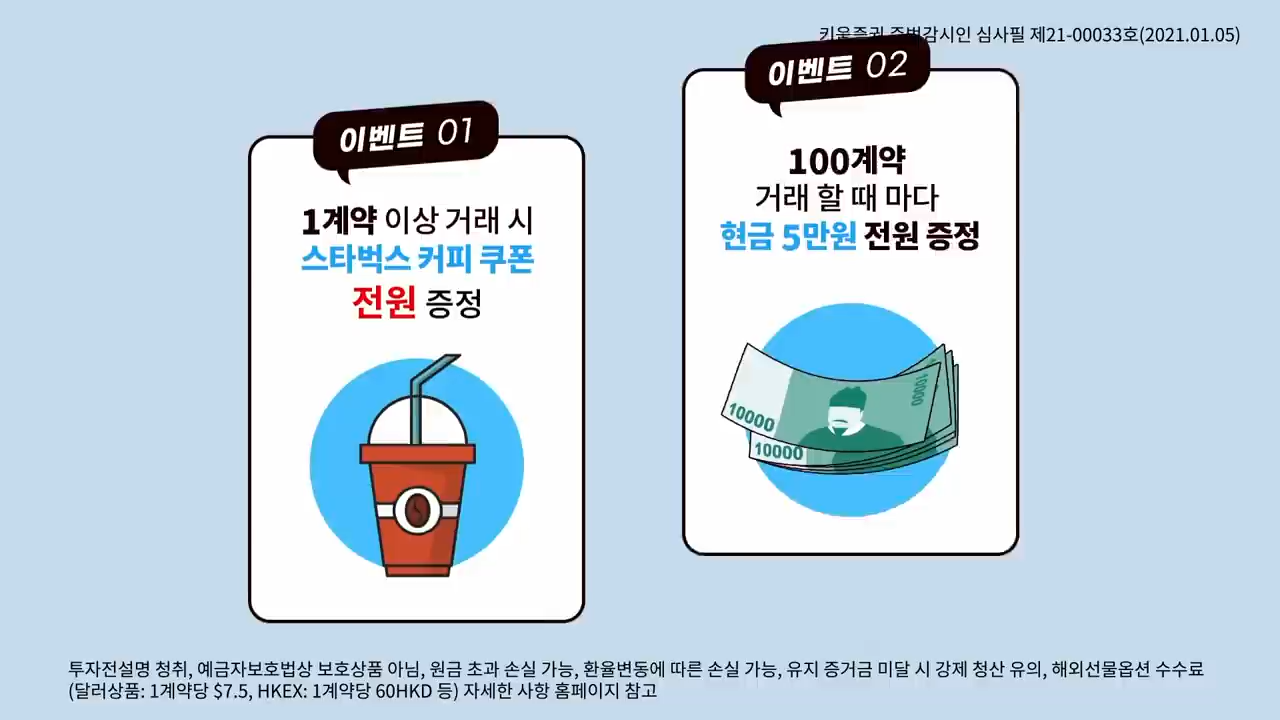 키움증권 준법감시인 심사필 제21-00033호(2021.01.05)
이벤트 01
1계약 이상 거래 시
스타벅스 커피 쿠폰
전원 증정
이벤트 02
100계약
거래 할 때 마다
현금 5만원 전원 증정
10000
10000
10000
투자전설명 청취, 예금자보호법상 보호상품 아님, 원금 초과 손실 가능, 환율변동에 따른 손실 가능, 유지 증거금 미달 시 강제 청산 유의, 해외선물옵션 수수료
(달러상품: 1계약당 $7.5, HKEX: 1계약당 60HKD 등) 자세한 사항 홈페이지 참고